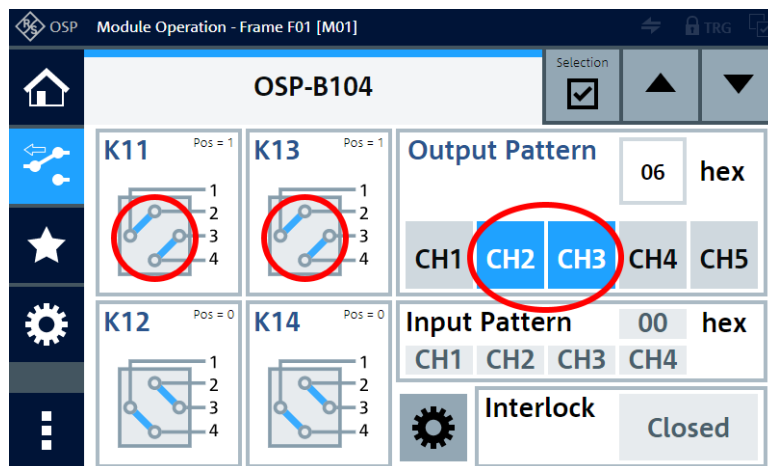 R&S OSP Module Operation - Frame F01 [M01] TRG
OSP-B104 Selection
K11 Pos = 1
1
2
3
4
K13 Pos = 1
1
2
3
4
Output Pattern 06 hex
CH1 CH2 CH3 CH4 CH5
K12 Pos = 0
1
2
3
4
K14 Pos = 0
1
2
3
4
Input Pattern 00 hex
CH1 CH2 CH3 CH4
Interlock Closed